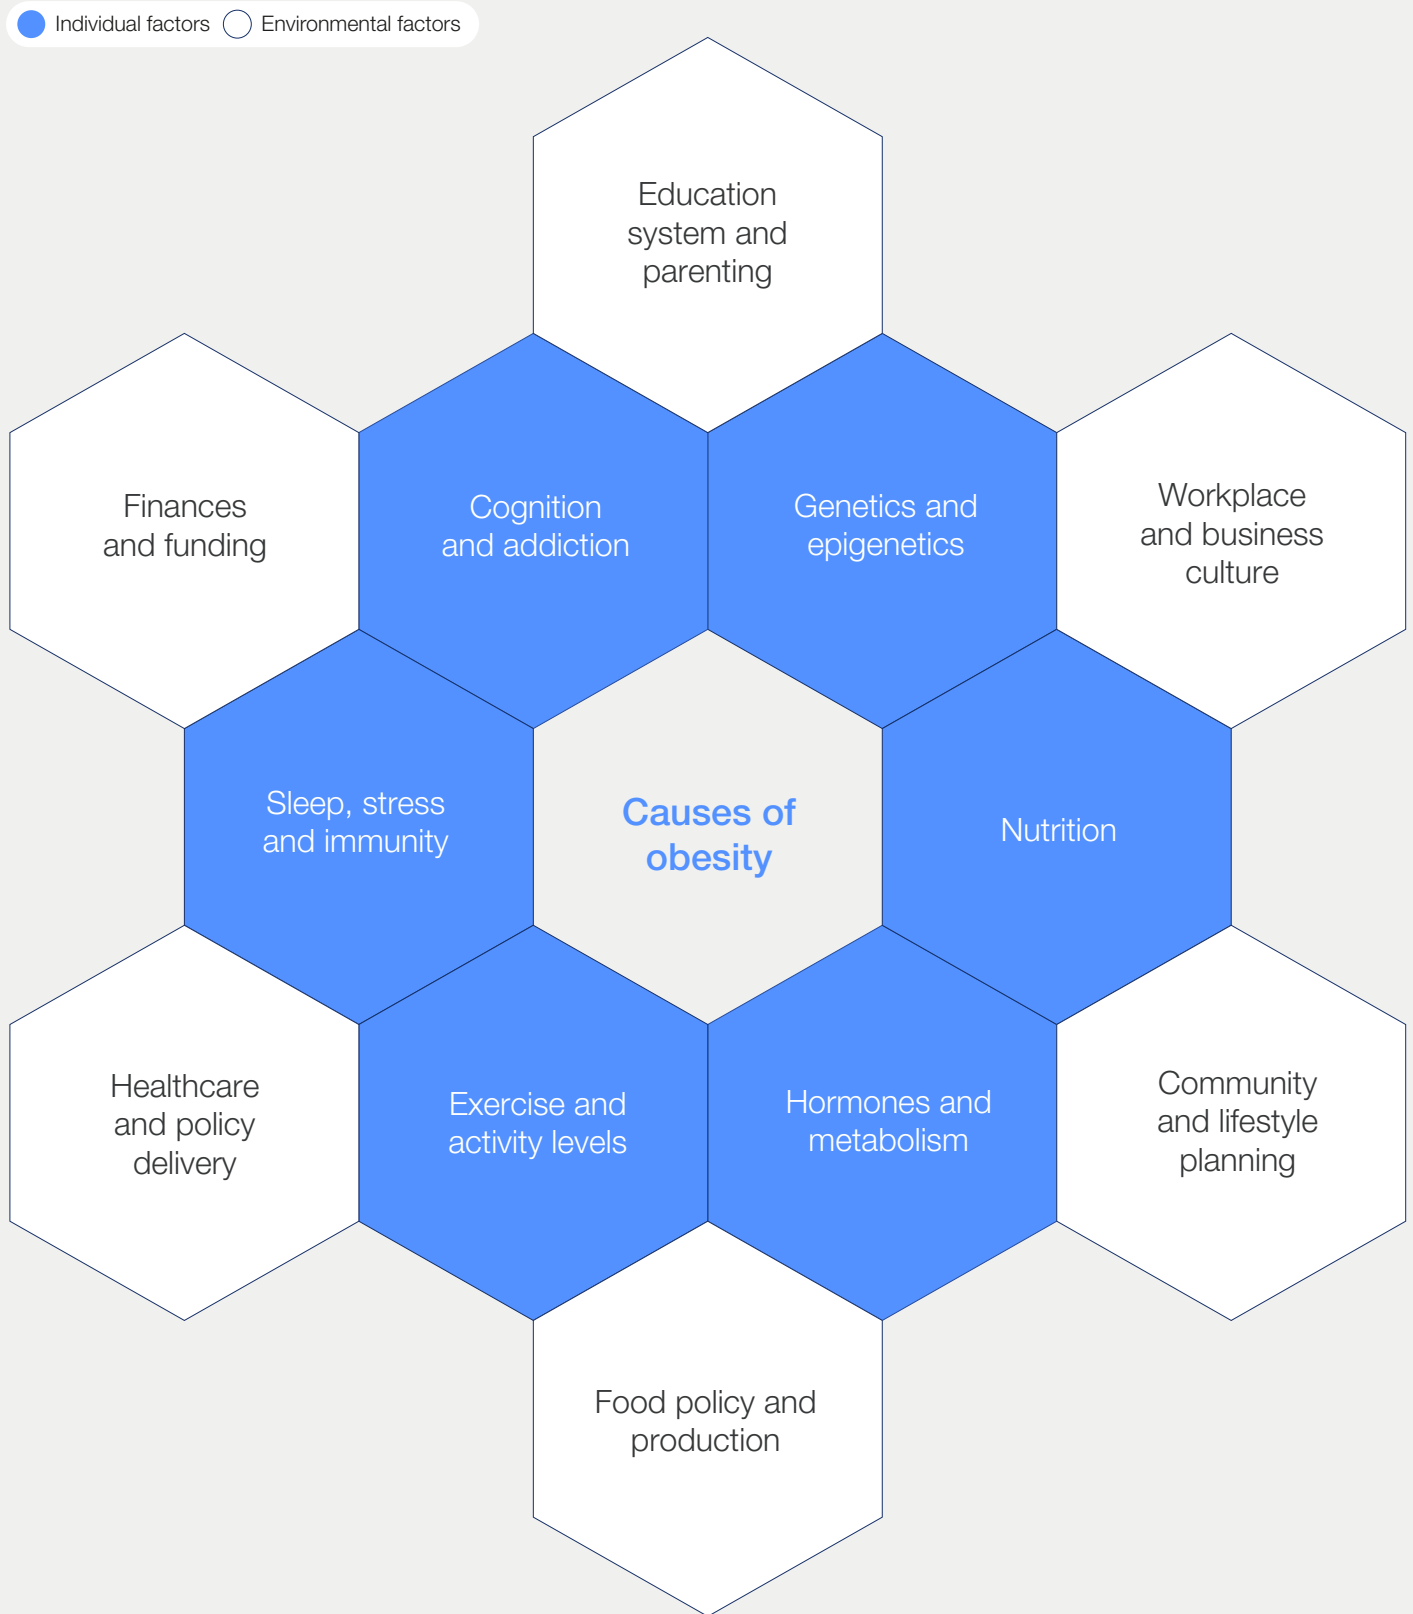 Individual factors
Environmental factors
Education
system and
parenting
Finances
and funding
Cognition
and addiction
Genetics and
epigenetics
Workplace
and business
culture
Sleep, stress
and immunity
Causes of
obesity
Nutrition
Healthcare
and policy
delivery
Exercise and
activity levels
Hormones and
metabolism
Community
and lifestyle
planning
Food policy and
production